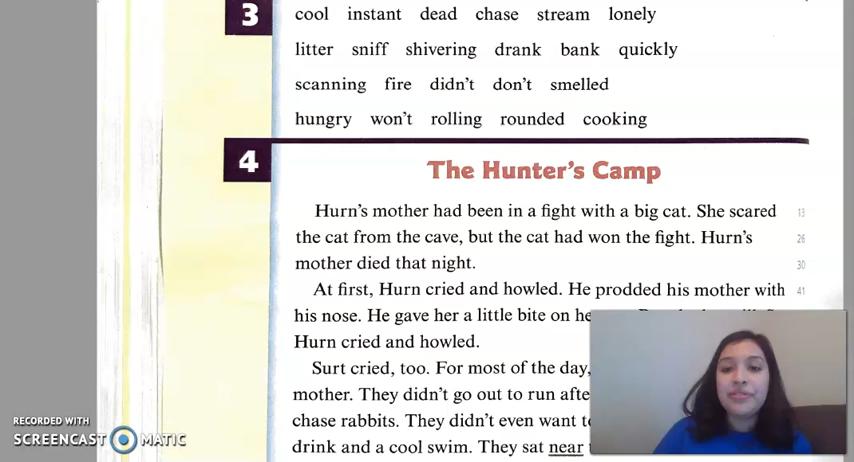 3
cool instant dead chase stream lonely
litter sniff shivering drank bank quickly
scanning fire didn't don't smelled
hungry won't rolling rounded cooking
4
The Hunter's Camp
Hurn's mother had been in a fight with a big cat. She scared 13
the cat from the cave, but the cat had won the fight. Hurn's 26
mother died that night. 30
At first, Hurn cried and howled. He prodded his mother with 41
his nose. He gave her a little bite on
Hurn cried and howled.
Surt cried, too. For most of the day,
mother. They didn't go out to run
chase rabbits. They didn't even want
drink and a cool swim. They sat near
RECORDED WITH
SCREENCAST MATIC